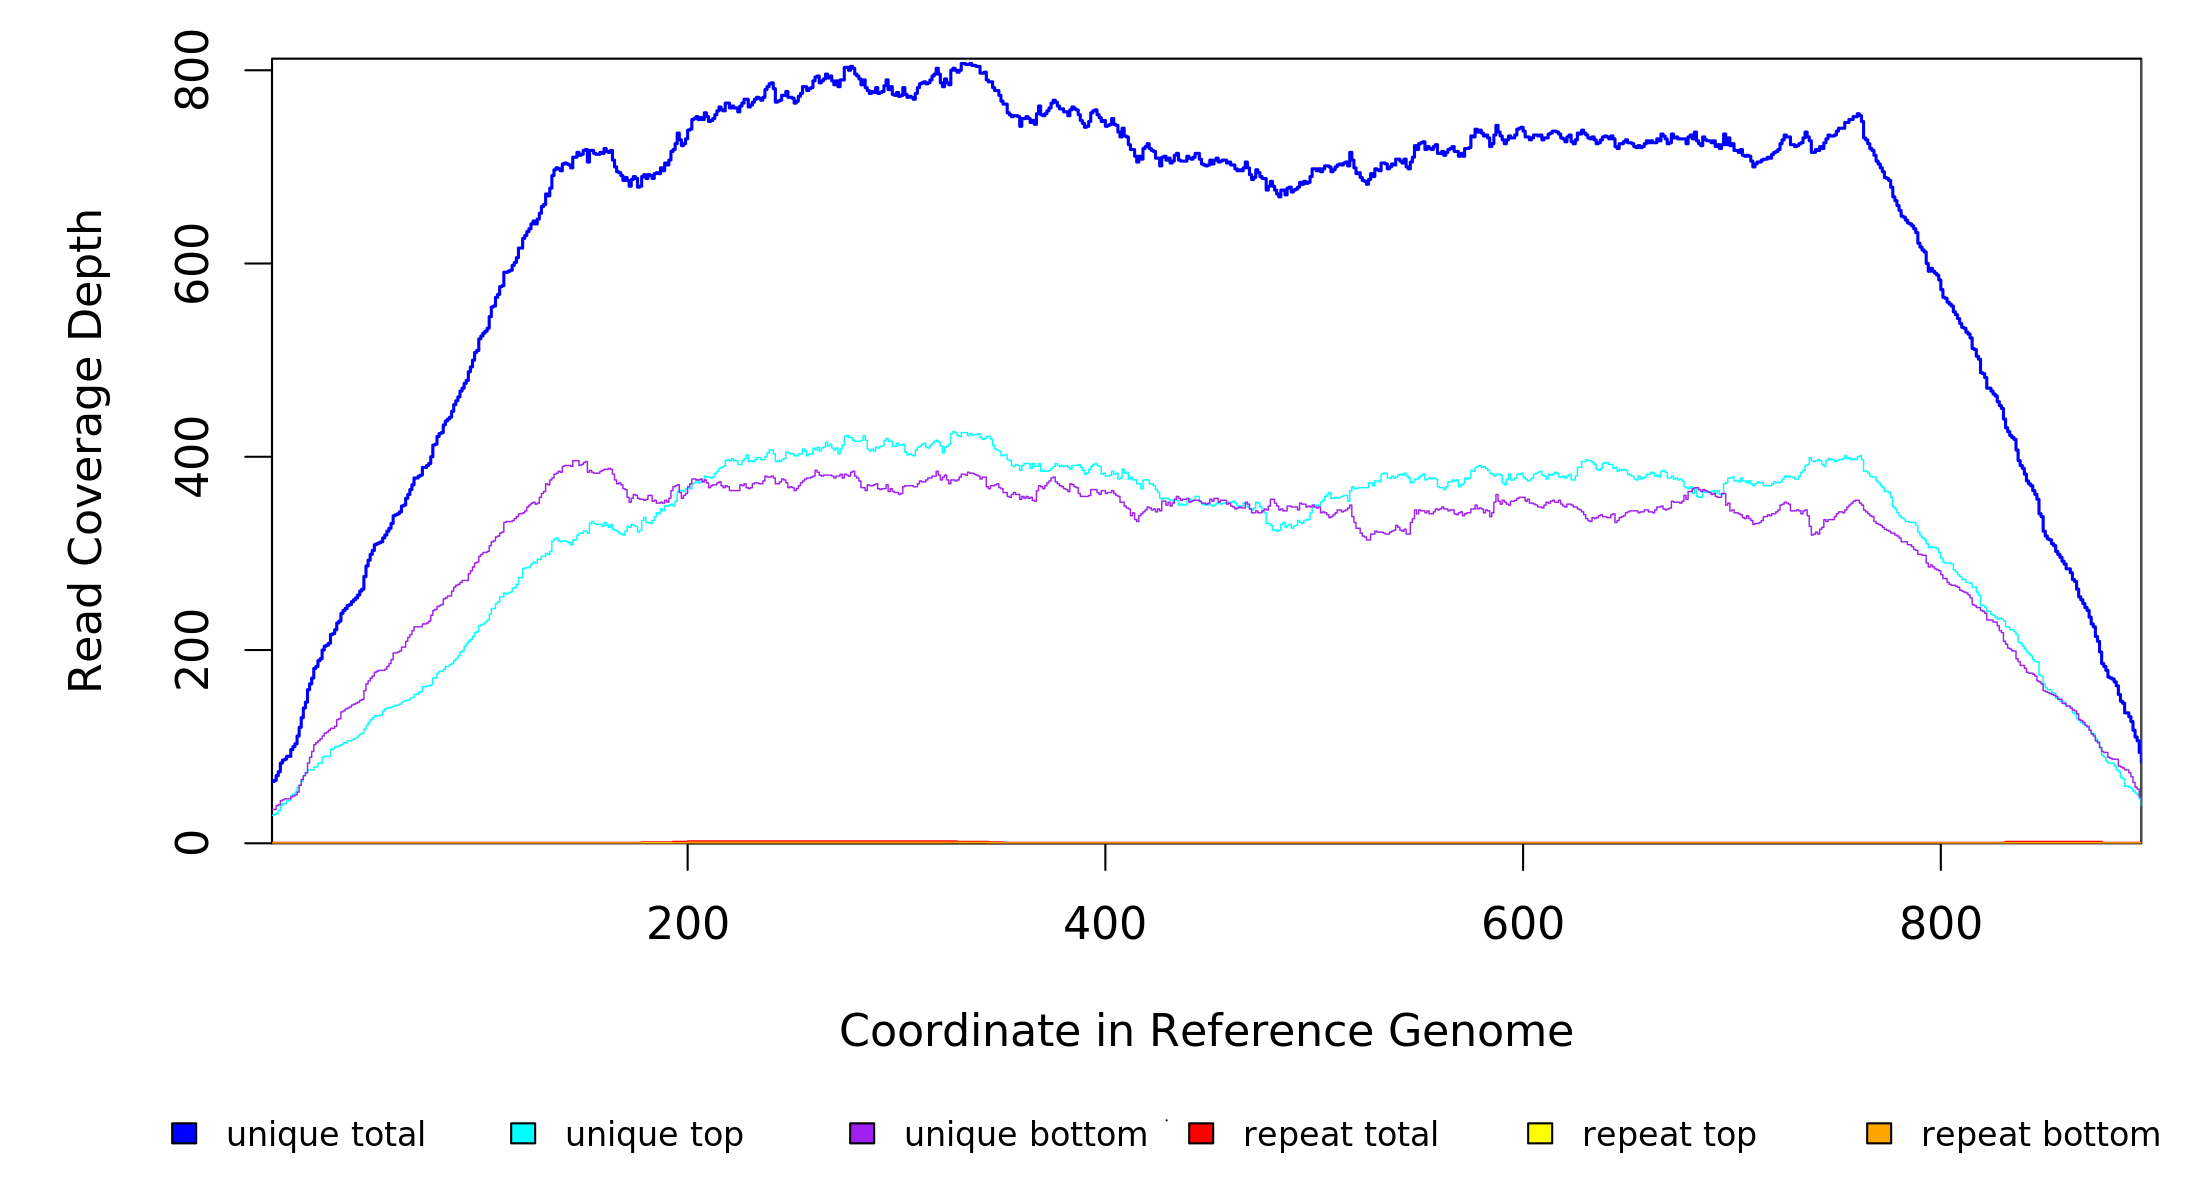 Read Coverage Depth
800
600
400
200
0
200 400 600 800
Coordinate in Reference Genome
unique total unique top unique bottom repeat total repeat top repeat bottom